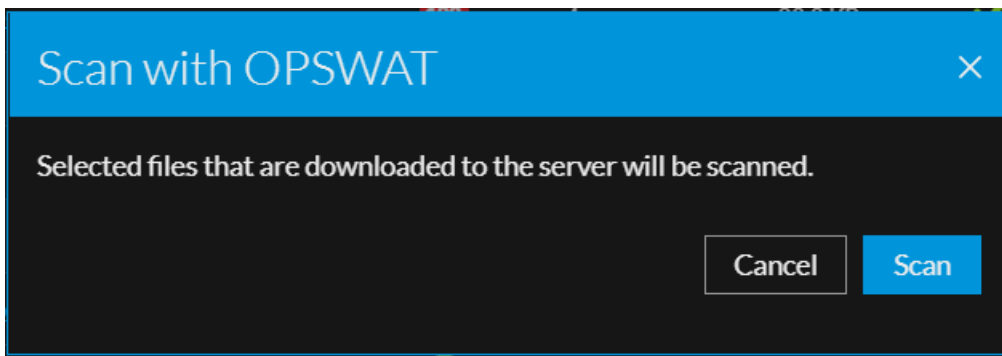 Scan with OPSWAT
Selected files that are downloaded to the server will be scanned.
Cancel
Scan